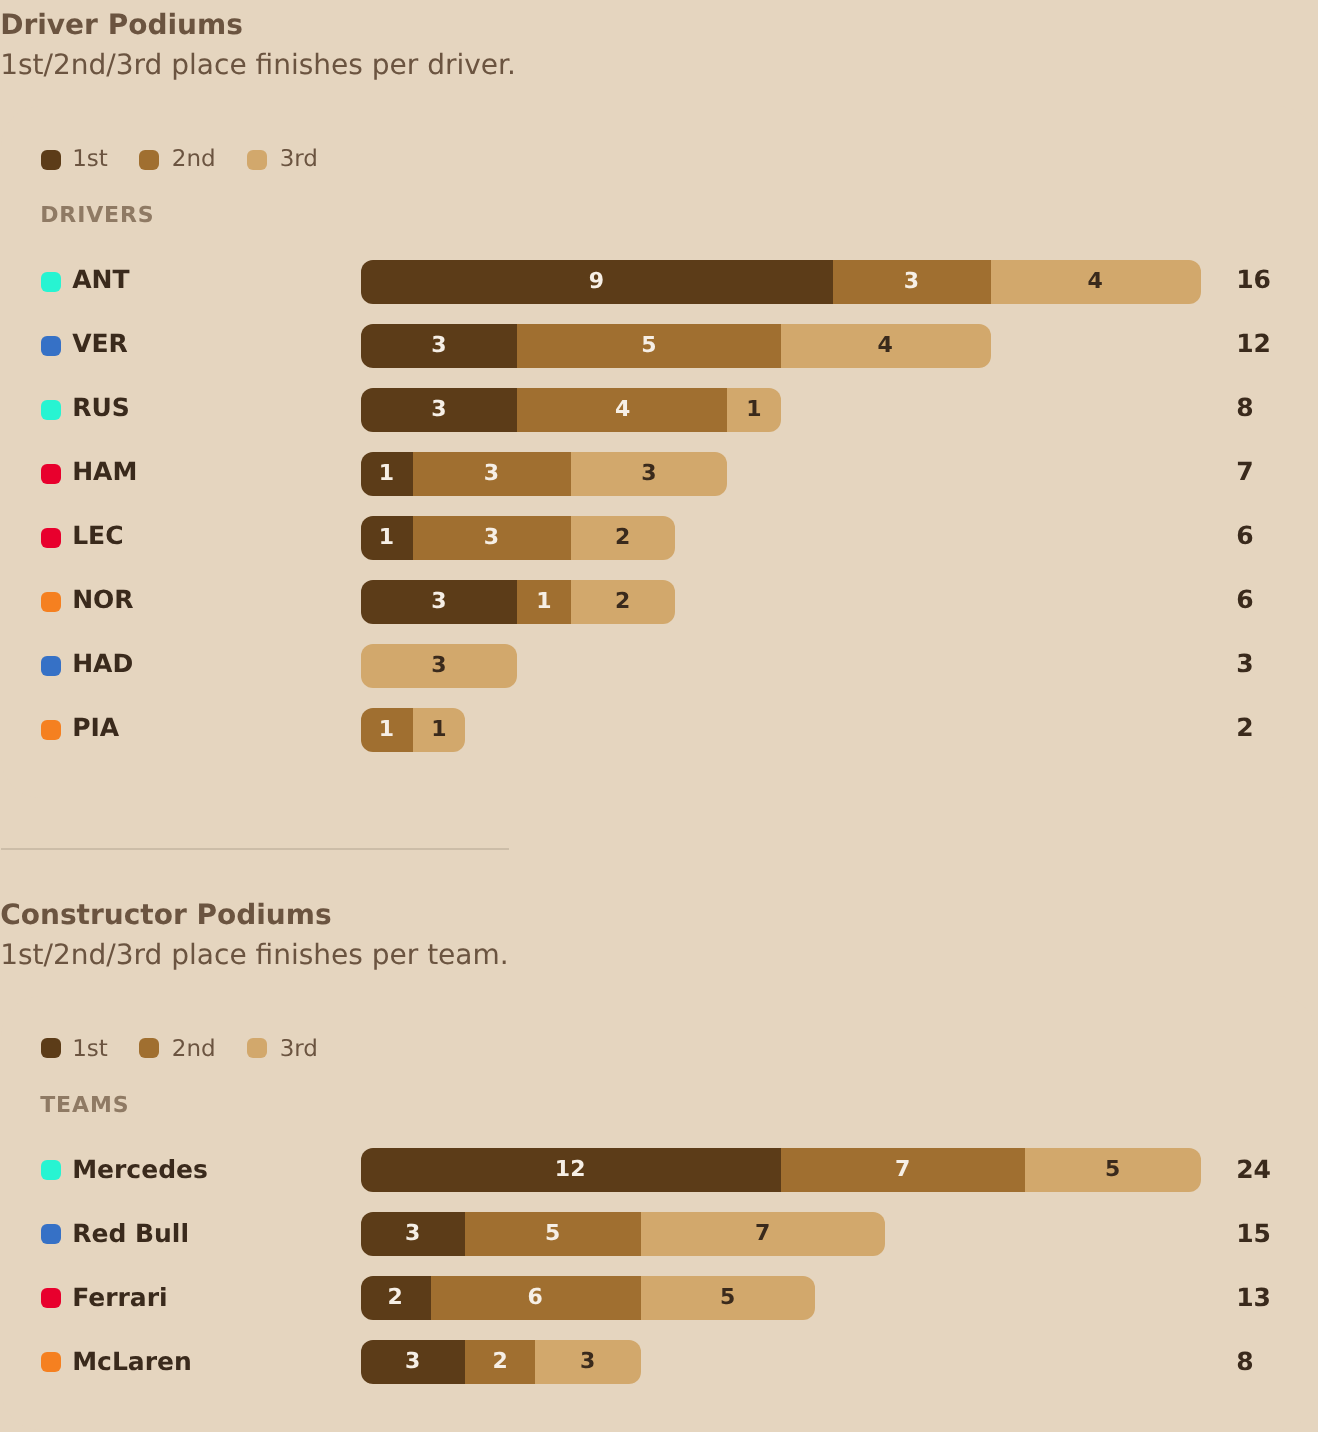 Driver Podiums
1st/2nd/3rd place finishes per driver.
1st 2nd 3rd
DRIVERS
ANT 9 3 4 16
VER 3 5 4 12
RUS 3 4 1 8
HAM 1 3 3 7
LEC 1 3 2 6
NOR 3 1 2 6
HAD 3 3
PIA 1 1 2
Constructor Podiums
1st/2nd/3rd place finishes per team.
1st 2nd 3rd
TEAMS
Mercedes 12 7 5 24
Red Bull 3 5 7 15
Ferrari 2 6 5 13
McLaren 3 2 3 8